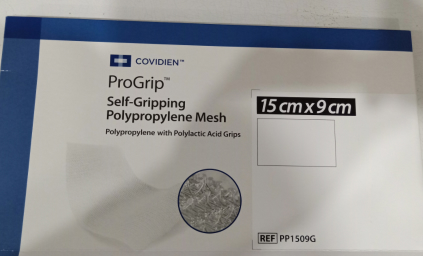 COVIDIEN™
ProGrip™
Self-Gripping
Polypropylene Mesh
Polypropylene with Polylactic Acid Grips
15 cm x 9 cm
REF PP1509G